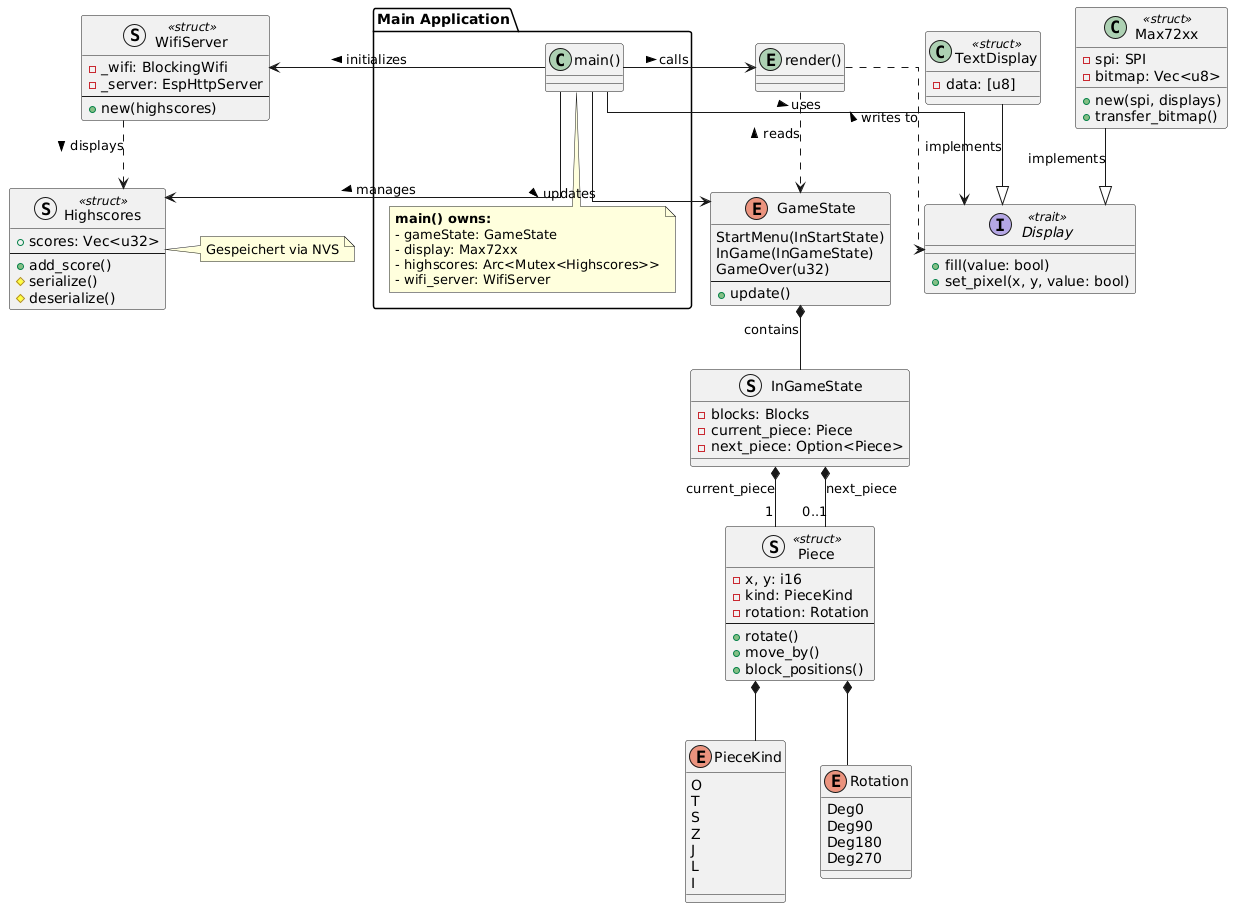 Main Application
S «struct» WifiServer
_wifi: BlockingWifi
_server: EspHttpServer
new(highscores)
initializes
C main()
calls
E render()
C «struct» TextDisplay
data: [u8]
C «struct» Max72xx
spi: SPI
bitmap: Vec<u8>
new(spi, displays)
transfer_bitmap()
displays
uses
writes to
reads
implements
implements
manages
updates
S «struct» Highscores
scores: Vec<u32>
add_score()
serialize()
deserialize()
Gespeichert via NVS
main() owns:
- gameState: GameState
- display: Max72xx
- highscores: Arc<Mutex<Highscores>>
- wifi_server: WifiServer
E GameState
StartMenu(InStartState)
InGame(InGameState)
GameOver(u32)
update()
I «trait» Display
fill(value: bool)
set_pixel(x, y, value: bool)
contains
S InGameState
blocks: Blocks
current_piece: Piece
next_piece: Option<Piece>
current_piece
next_piece
1
0..1
S «struct» Piece
x, y: i16
kind: PieceKind
rotation: Rotation
rotate()
move_by()
block_positions()
E PieceKind
O
T
S
Z
J
L
I
E Rotation
Deg0
Deg90
Deg180
Deg270